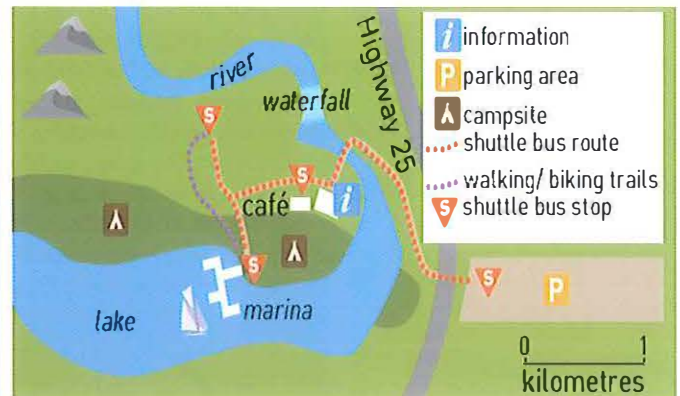 river
waterfall
Highway 25
S
S
café
i
S
marina
lake
S
P
i information
P parking area
campsite
shuttle bus route
walking/ biking trails
S shuttle bus stop
0 1
kilometres